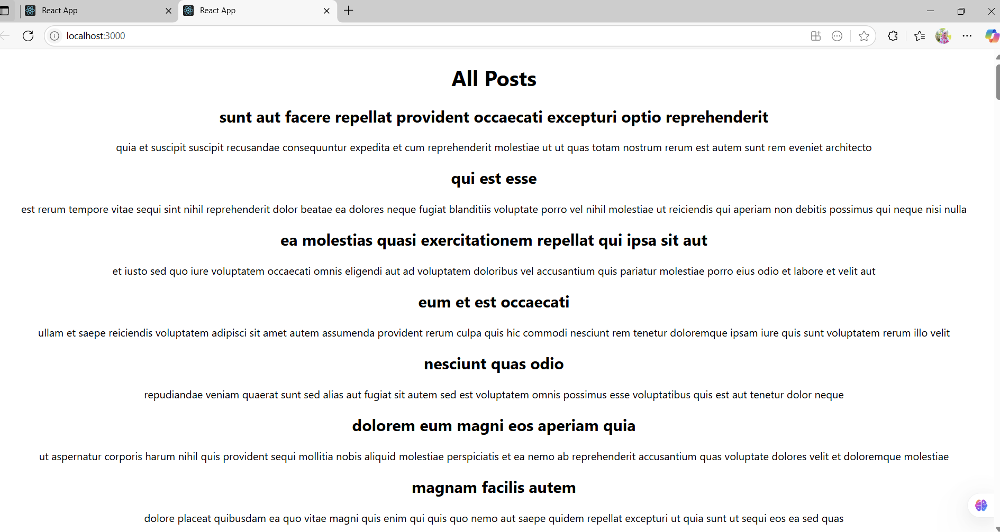 React App
React App
localhost:3000
All Posts
sunt aut facere repellat provident occaecati excepturi optio reprehenderit
quia et suscipit suscipit recusandae consequuntur expedita et cum reprehenderit molestiae ut ut quas totam nostrum rerum est autem sunt rem eveniet architecto
qui est esse
est rerum tempore vitae sequi sint nihil reprehenderit dolor beatae ea dolores neque fugiat blanditiis voluptate porro vel nihil molestiae ut reiciendis qui aperiam non debitis possimus qui neque nisi nulla
ea molestias quasi exercitationem repellat qui ipsa sit aut
et iusto sed quo iure voluptatem occaecati omnis eligendi aut ad voluptatem doloribus vel accusantium quis pariatur molestiae porro eius odio et labore et velit aut
eum et est occaecati
ullam et saepe reiciendis voluptatem adipisci sit amet autem assumenda provident rerum culpa quis hic commodi nesciunt rem tenetur doloremque ipsam iure quis sunt voluptatem rerum illo velit
nesciunt quas odio
repudiandae veniam quaerat sunt sed alias aut fugiat sit autem sed est voluptatem omnis possimus esse voluptatibus quis est aut tenetur dolor neque
dolorem eum magni eos aperiam quia
ut aspernatur corporis harum nihil quis provident sequi mollitia nobis aliquid molestiae perspiciatis et ea nemo ab reprehenderit accusantium quas voluptate dolores velit et doloremque molestiae
magnam facilis autem
dolore placeat quibusdam ea quo vitae magni quis enim qui quis quo nemo aut saepe quidem repellat excepturi ut quia sunt ut sequi eos ea sed quas